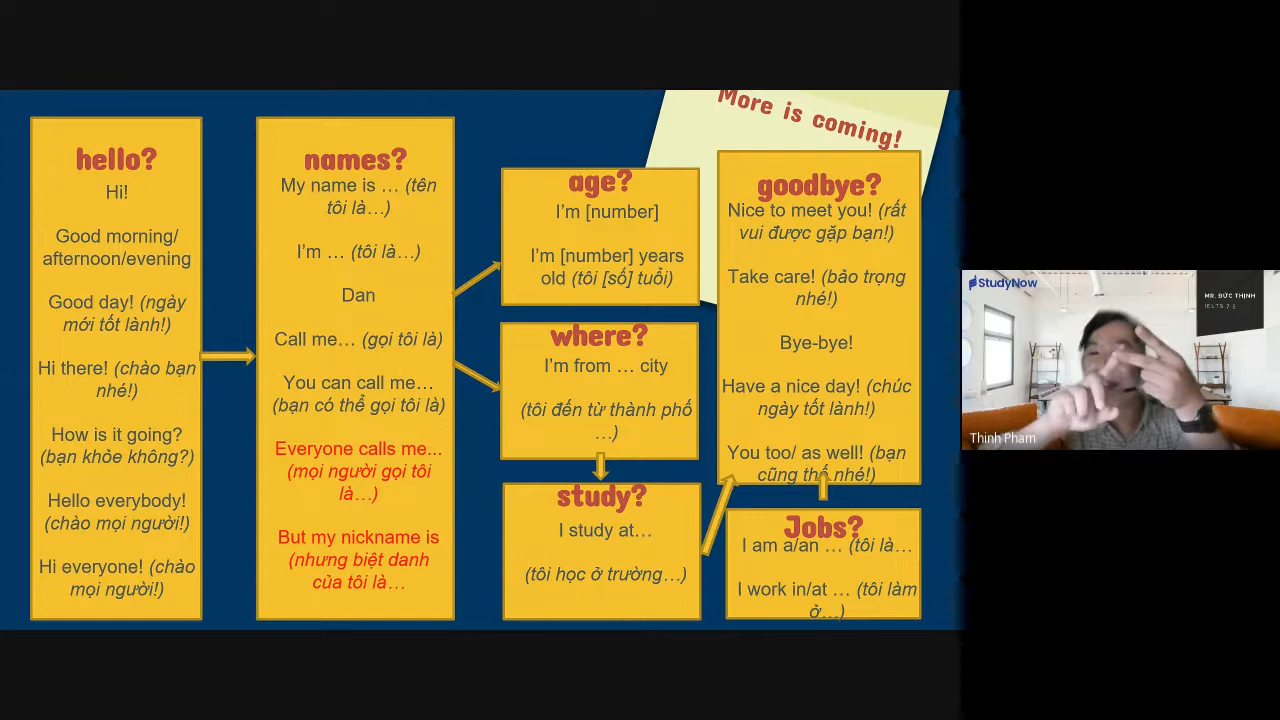 More is coming!
hello?
Hi!
Good morning/
afternoon/evening
Good day! (ngày
mới tốt lành!)
Hi there! (chào bạn
nhé!)
How is it going?
(bạn khỏe không?)
Hello everybody!
(chào mọi người!)
Hi everyone! (chào
mọi người!)
names?
My name is … (tên
tôi là…)
I'm … (tôi là…)
Dan
Call me… (gọi tôi là)
You can call me…
(bạn có thể gọi tôi là)
Everyone calls me...
(mọi người gọi tôi
là…)
But my nickname is
(nhưng biệt danh
của tôi là…
age?
I'm [number]
I'm [number] years
old (tôi [số] tuổi)
where?
I'm from … city
(tôi đến từ thành phố
…)
study?
I study at…
(tôi học ở trường…)
goodbye?
Nice to meet you! (rất
vui được gặp bạn!)
Take care! (bảo trọng
nhé!)
Bye-bye!
Have a nice day! (chúc
ngày tốt lành!)
You too/ as well! (bạn
cũng thế nhé!)
Jobs?
I am a/an … (tôi là…
I work in/at … (tôi làm
ở…)
StudyNow
MR. ĐỨC THỊNH
Thinh Pham